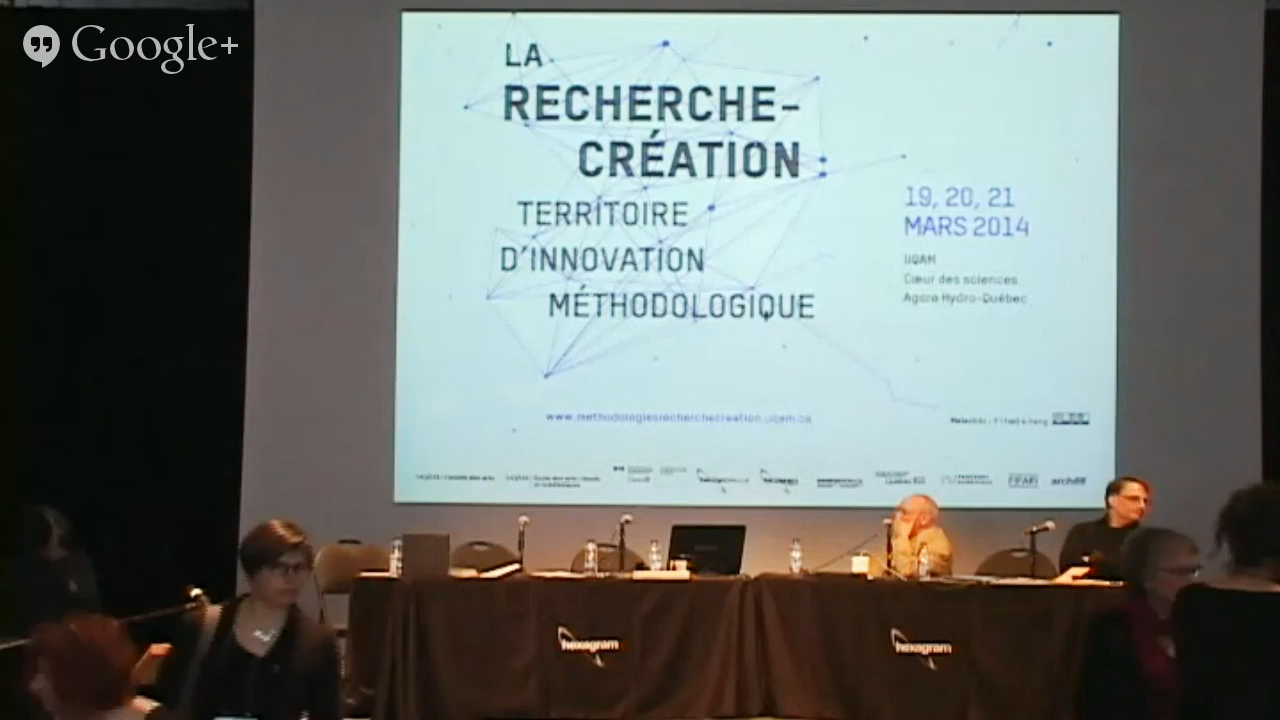 Google+
LA
RECHERCHE-
CRÉATION :
TERRITOIRE
D'INNOVATION
MÉTHODOLOGIQUE
19, 20, 21
MARS 2014
UQAM
Cœur des sciences
Agora Hydro-Québec
www.methodologiesrecherchecreation.uqam.ca
hexagram
hexagram